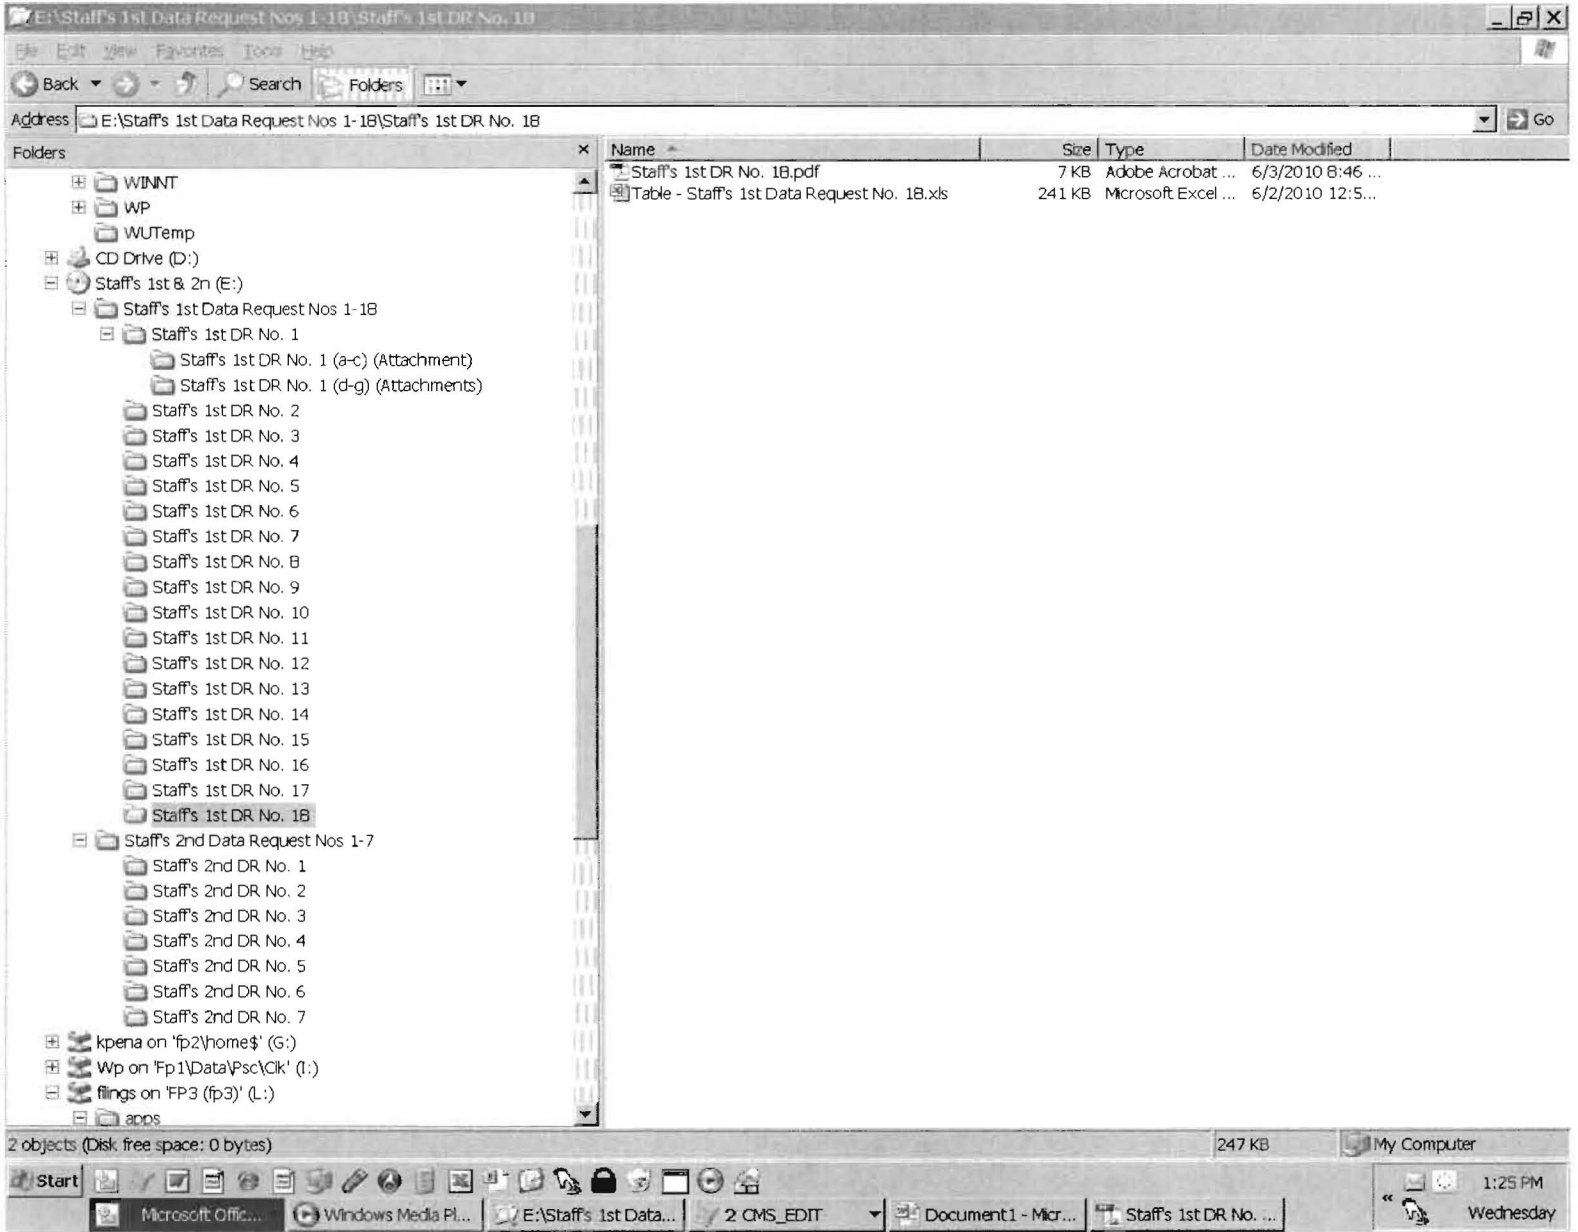 E:\Staff's 1st Data Request Nos 1-18\Staff's 1st DR No. 18
File Edit View Favorites Tools Help
Back Search Folders
Address E:\Staff's 1st Data Request Nos 1-18\Staff's 1st DR No. 18 Go
Folders × Name Size Type Date Modified
Staff's 1st DR No. 18.pdf 7 KB Adobe Acrobat ... 6/3/2010 8:46 ...
Table - Staff's 1st Data Request No. 18.xls 241 KB Microsoft Excel ... 6/2/2010 12:5...
WINNT
WP
WUTemp
CD Drive (D:)
Staff's 1st & 2n (E:)
Staff's 1st Data Request Nos 1-18
Staff's 1st DR No. 1
Staff's 1st DR No. 1 (a-c) (Attachment)
Staff's 1st DR No. 1 (d-g) (Attachments)
Staff's 1st DR No. 2
Staff's 1st DR No. 3
Staff's 1st DR No. 4
Staff's 1st DR No. 5
Staff's 1st DR No. 6
Staff's 1st DR No. 7
Staff's 1st DR No. 8
Staff's 1st DR No. 9
Staff's 1st DR No. 10
Staff's 1st DR No. 11
Staff's 1st DR No. 12
Staff's 1st DR No. 13
Staff's 1st DR No. 14
Staff's 1st DR No. 15
Staff's 1st DR No. 16
Staff's 1st DR No. 17
Staff's 1st DR No. 18
Staff's 2nd Data Request Nos 1-7
Staff's 2nd DR No. 1
Staff's 2nd DR No. 2
Staff's 2nd DR No. 3
Staff's 2nd DR No. 4
Staff's 2nd DR No. 5
Staff's 2nd DR No. 6
Staff's 2nd DR No. 7
kpena on 'fp2\home$' (G:)
Wp on 'Fp1\Data\Psc\Clk' (I:)
filings on 'FP3 (fp3)' (L:)
apps
2 objects (Disk free space: 0 bytes) 247 KB My Computer
Start 1:25 PM
Microsoft Offic... Windows Media Pl... E:\Staff's 1st Data... 2 CMS_EDIT Document1 - Micr... Staff's 1st DR No. ... « Wednesday